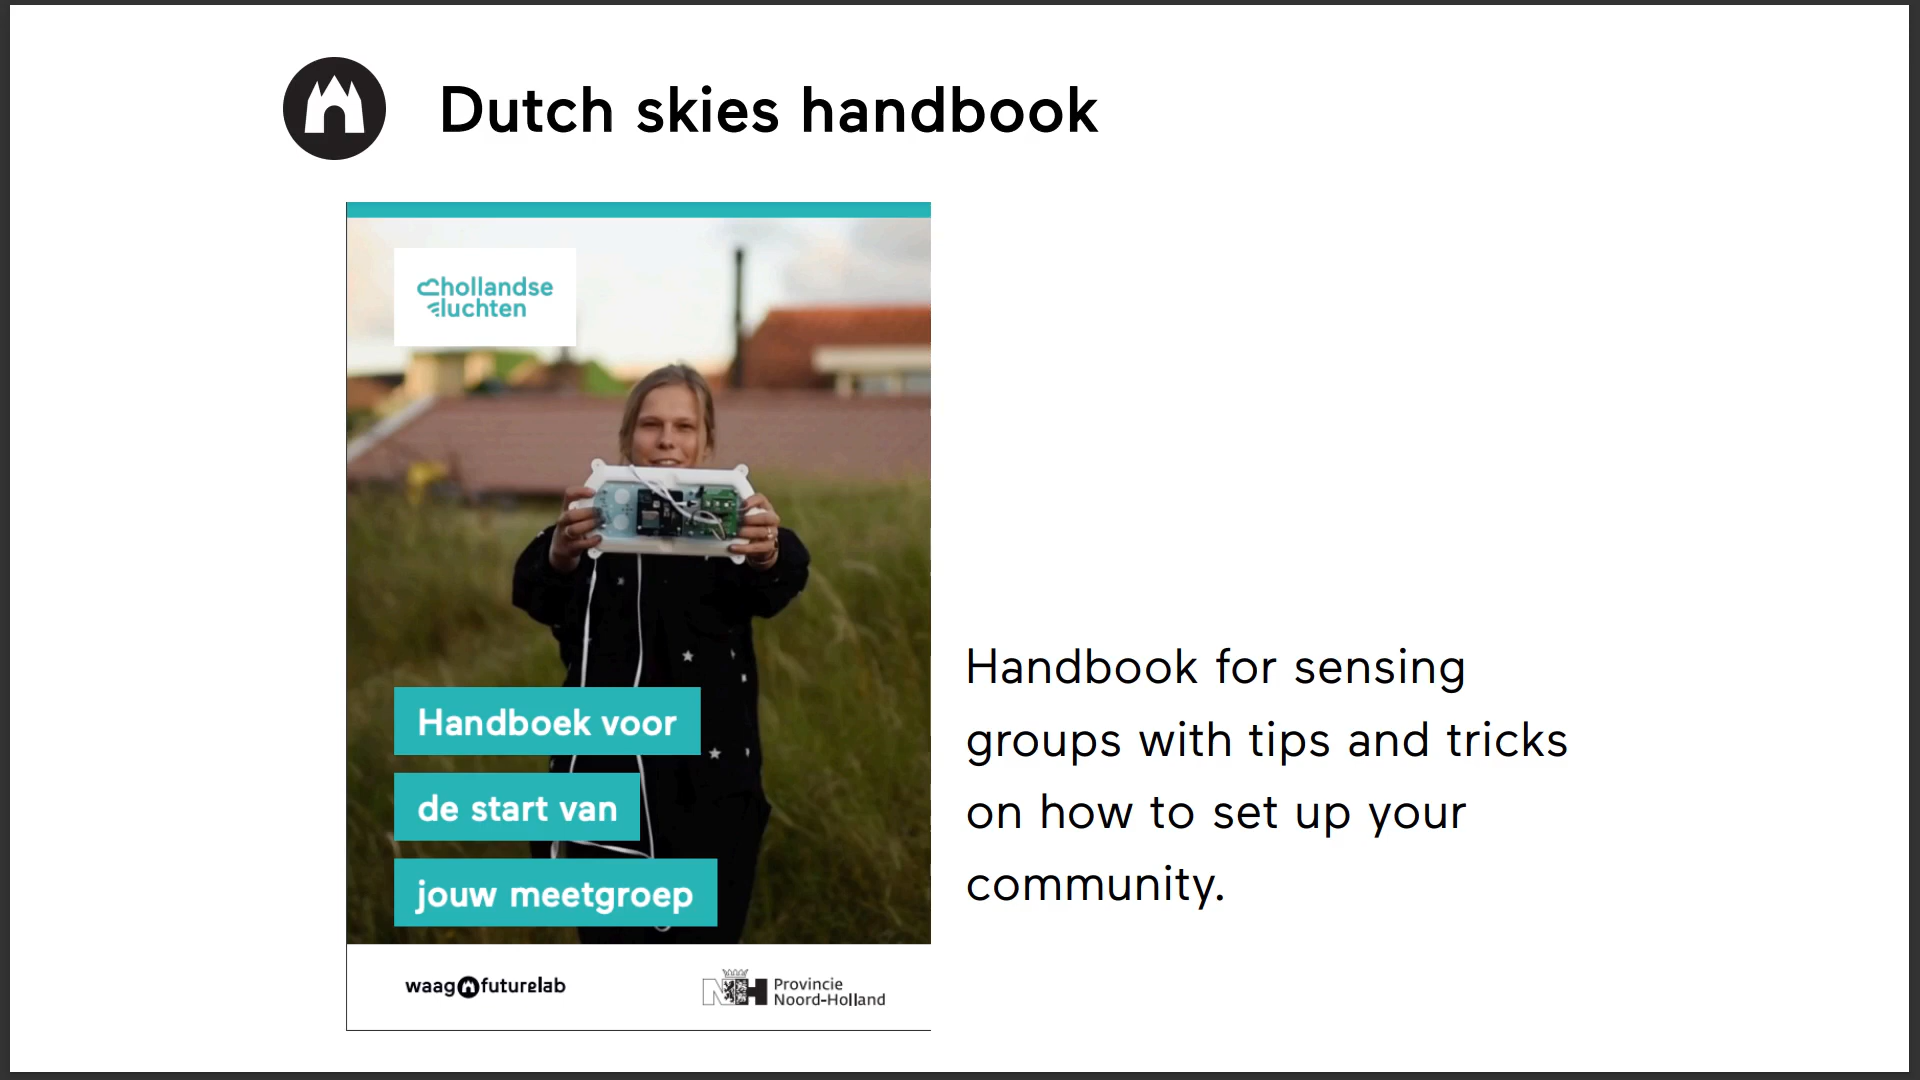 Dutch skies handbook
hollandse
luchten
Handboek voor
de start van
jouw meetgroep
waag futurelab
NH Provincie
Noord-Holland
Handbook for sensing
groups with tips and tricks
on how to set up your
community.